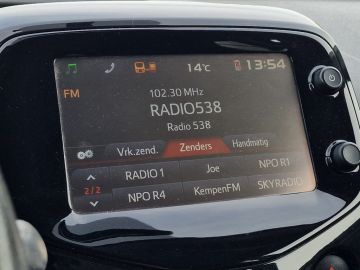 14°C 13:54
FM 102.30 MHz
RADIO538
Radio 538
Vrk.zend. Zenders Handmatig
RADIO 1 Joe NPO R1
2/2
NPO R4 KempenFM SKYRADIO